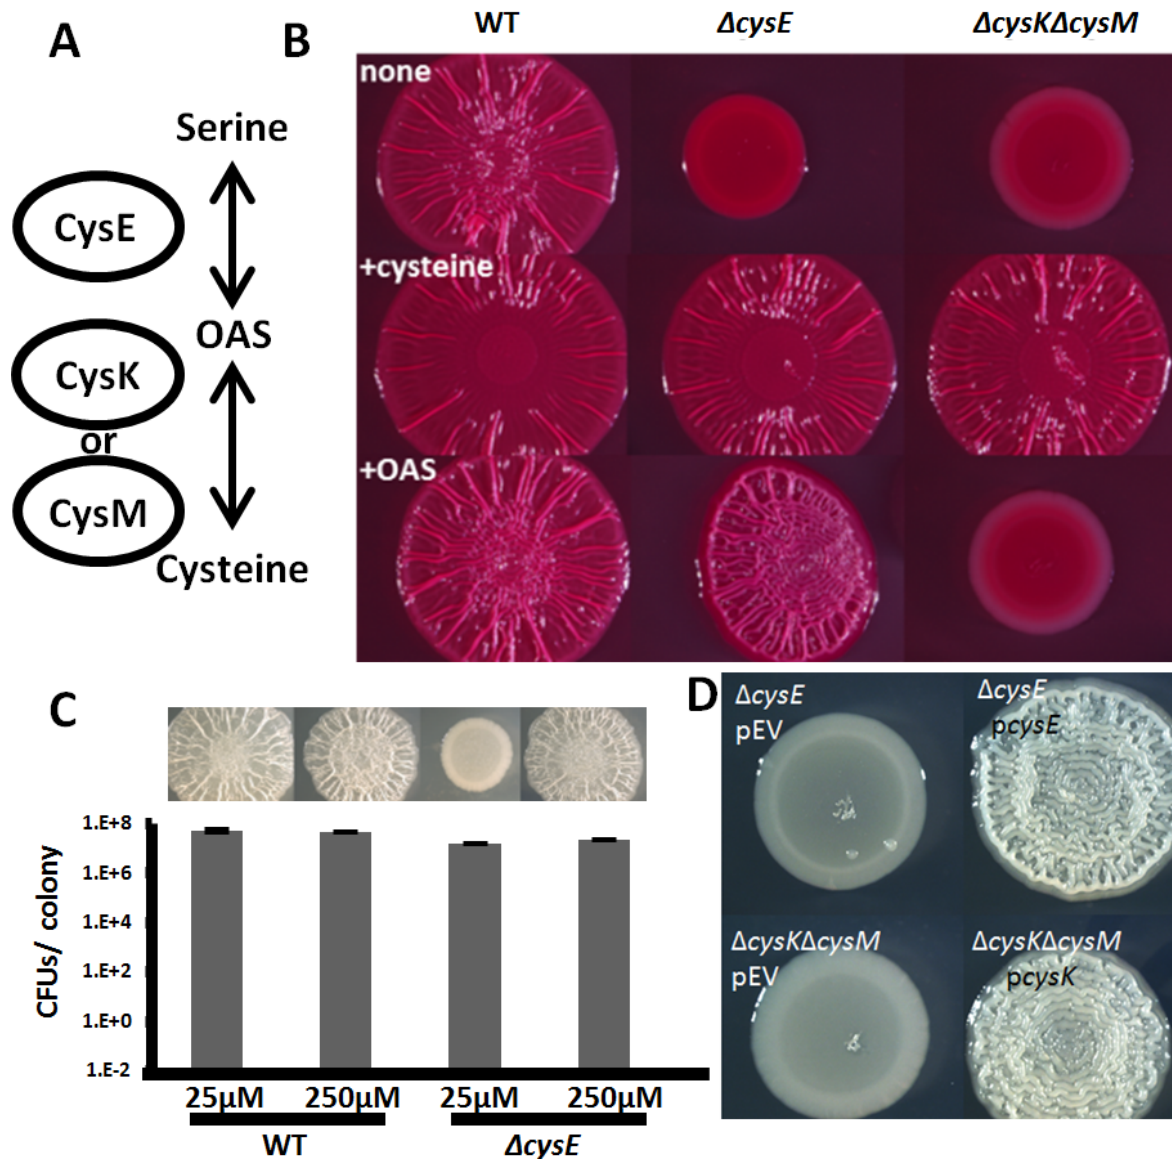 A
Serine
CysE
OAS
CysK
or
CysM
Cysteine
B
WT
ΔcysE
ΔcysKΔcysM
none
+cysteine
+OAS
C
CFUs/ colony
1.E+8
1.E+6
1.E+4
1.E+2
1.E+0
1.E-2
25μM
250μM
25μM
250μM
WT
ΔcysE
D
ΔcysE
pEV
ΔcysE
pcysE
ΔcysKΔcysM
pEV
ΔcysKΔcysM
pcysK